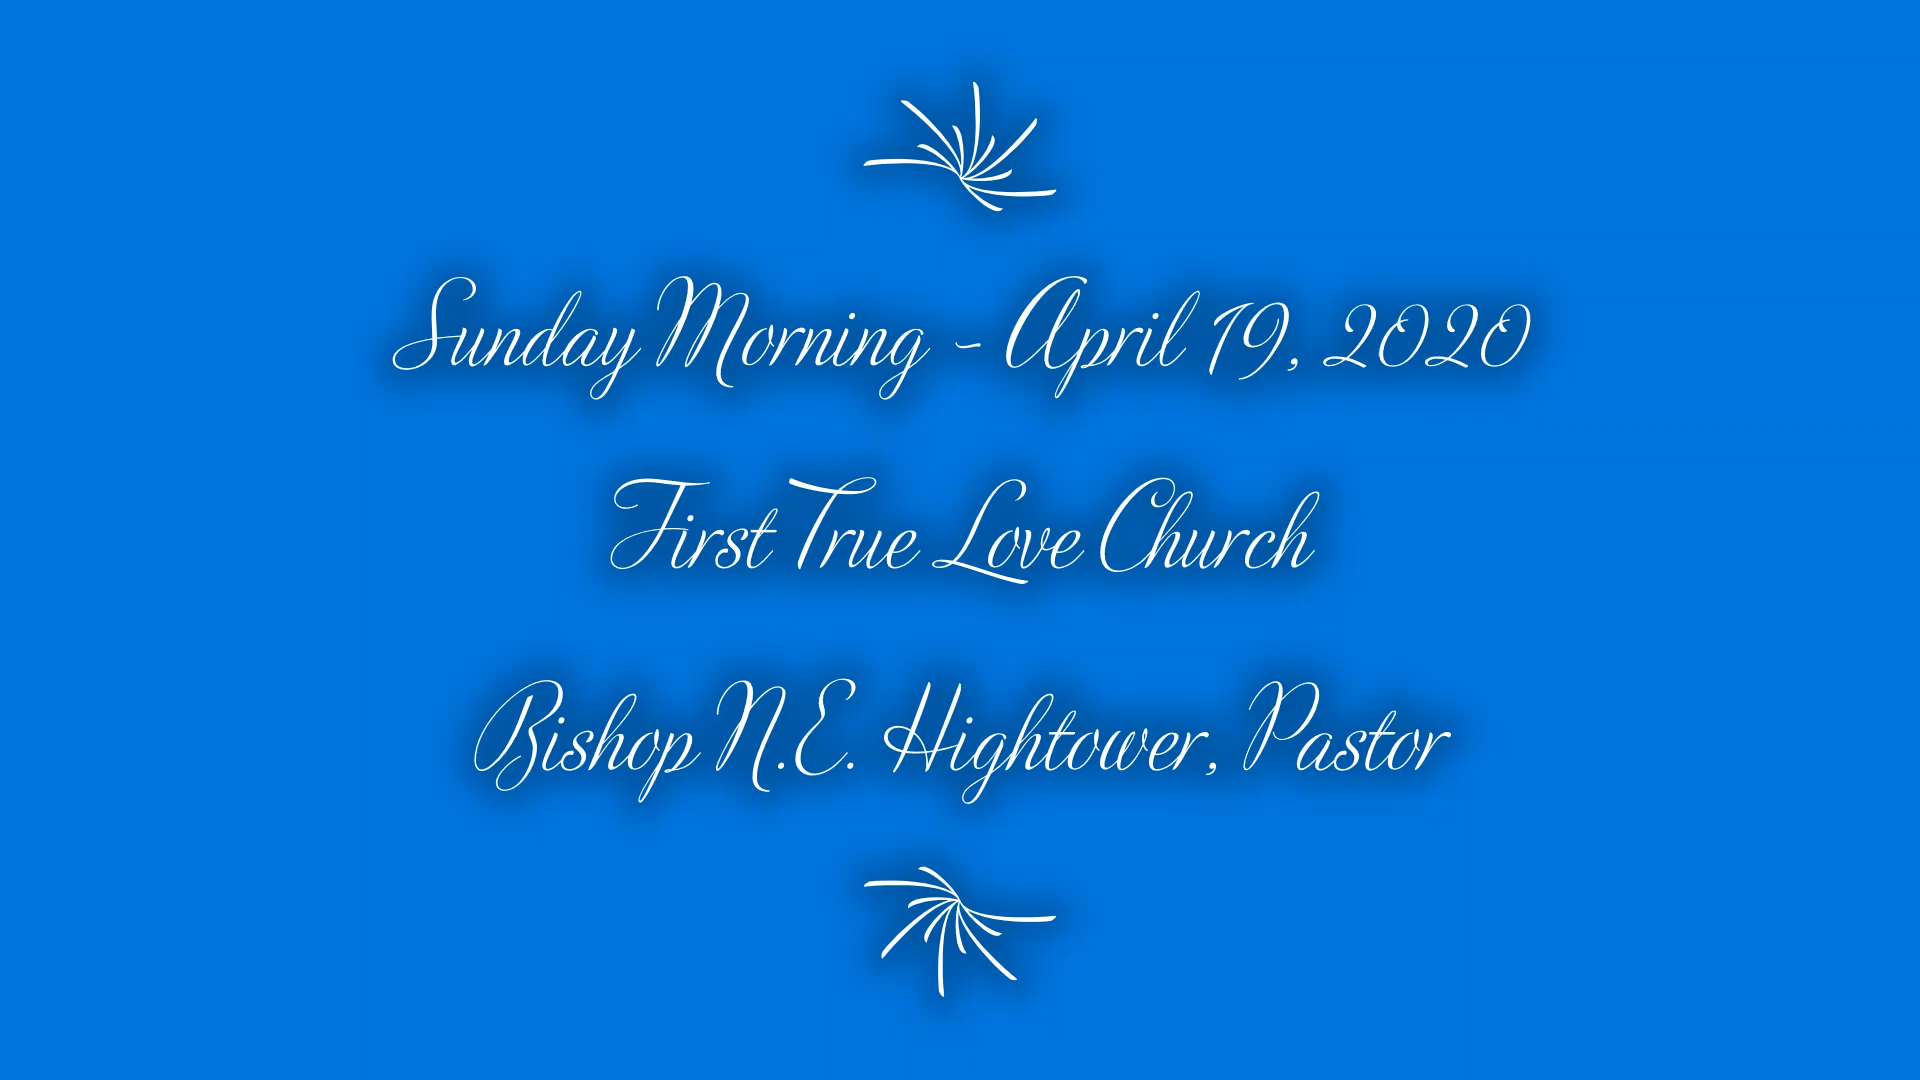 Sunday Morning - April 19, 2020
First True Love Church
Bishop N.E. Hightower, Pastor